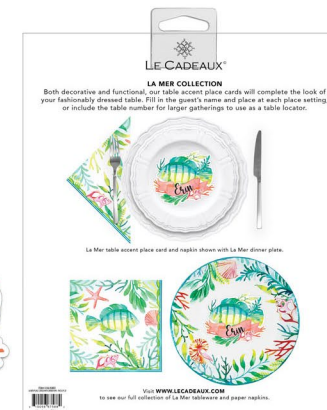 LE CADEAUX®
LA MER COLLECTION
Both decorative and functional, our table accent place cards will complete the look of
your fashionably dressed table. Fill in the guest's name and place at each place setting,
or include the table number for larger gatherings to use as a table locator.
Erin
La Mer table accent place card and napkin shown with La Mer dinner plate.
Erin
Visit WWW.LECADEAUX.COM
to see our full collection of La Mer tableware and paper napkins.